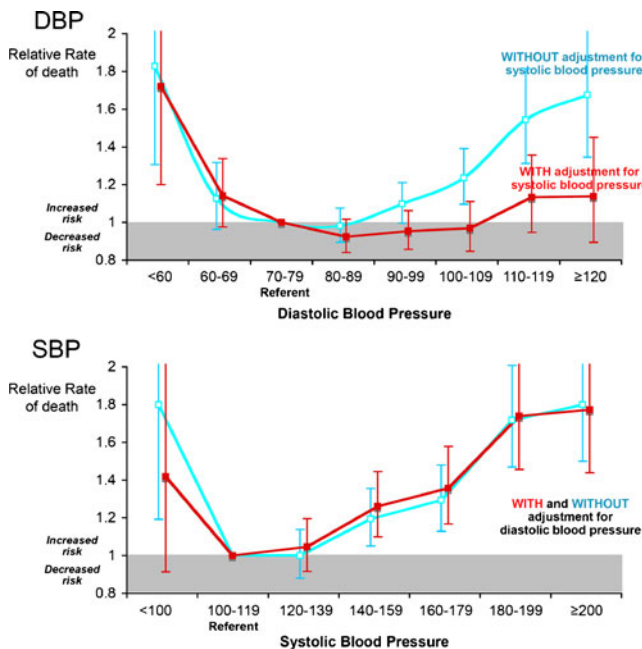 DBP
Relative Rate
of death
2
1.8
1.6
1.4
1.2
1
0.8
Increased
risk
Decreased
risk
WITHOUT adjustment for
systolic blood pressure
WITH adjustment for
systolic blood pressure
<60 60-69 70-79 80-89 90-99 100-109 110-119 ≥120
Referent
Diastolic Blood Pressure
SBP
Relative Rate
of death
2
1.8
1.6
1.4
1.2
1
0.8
Increased
risk
Decreased
risk
WITH and WITHOUT
adjustment for
diastolic blood pressure
<100 100-119 120-139 140-159 160-179 180-199 ≥200
Referent
Systolic Blood Pressure